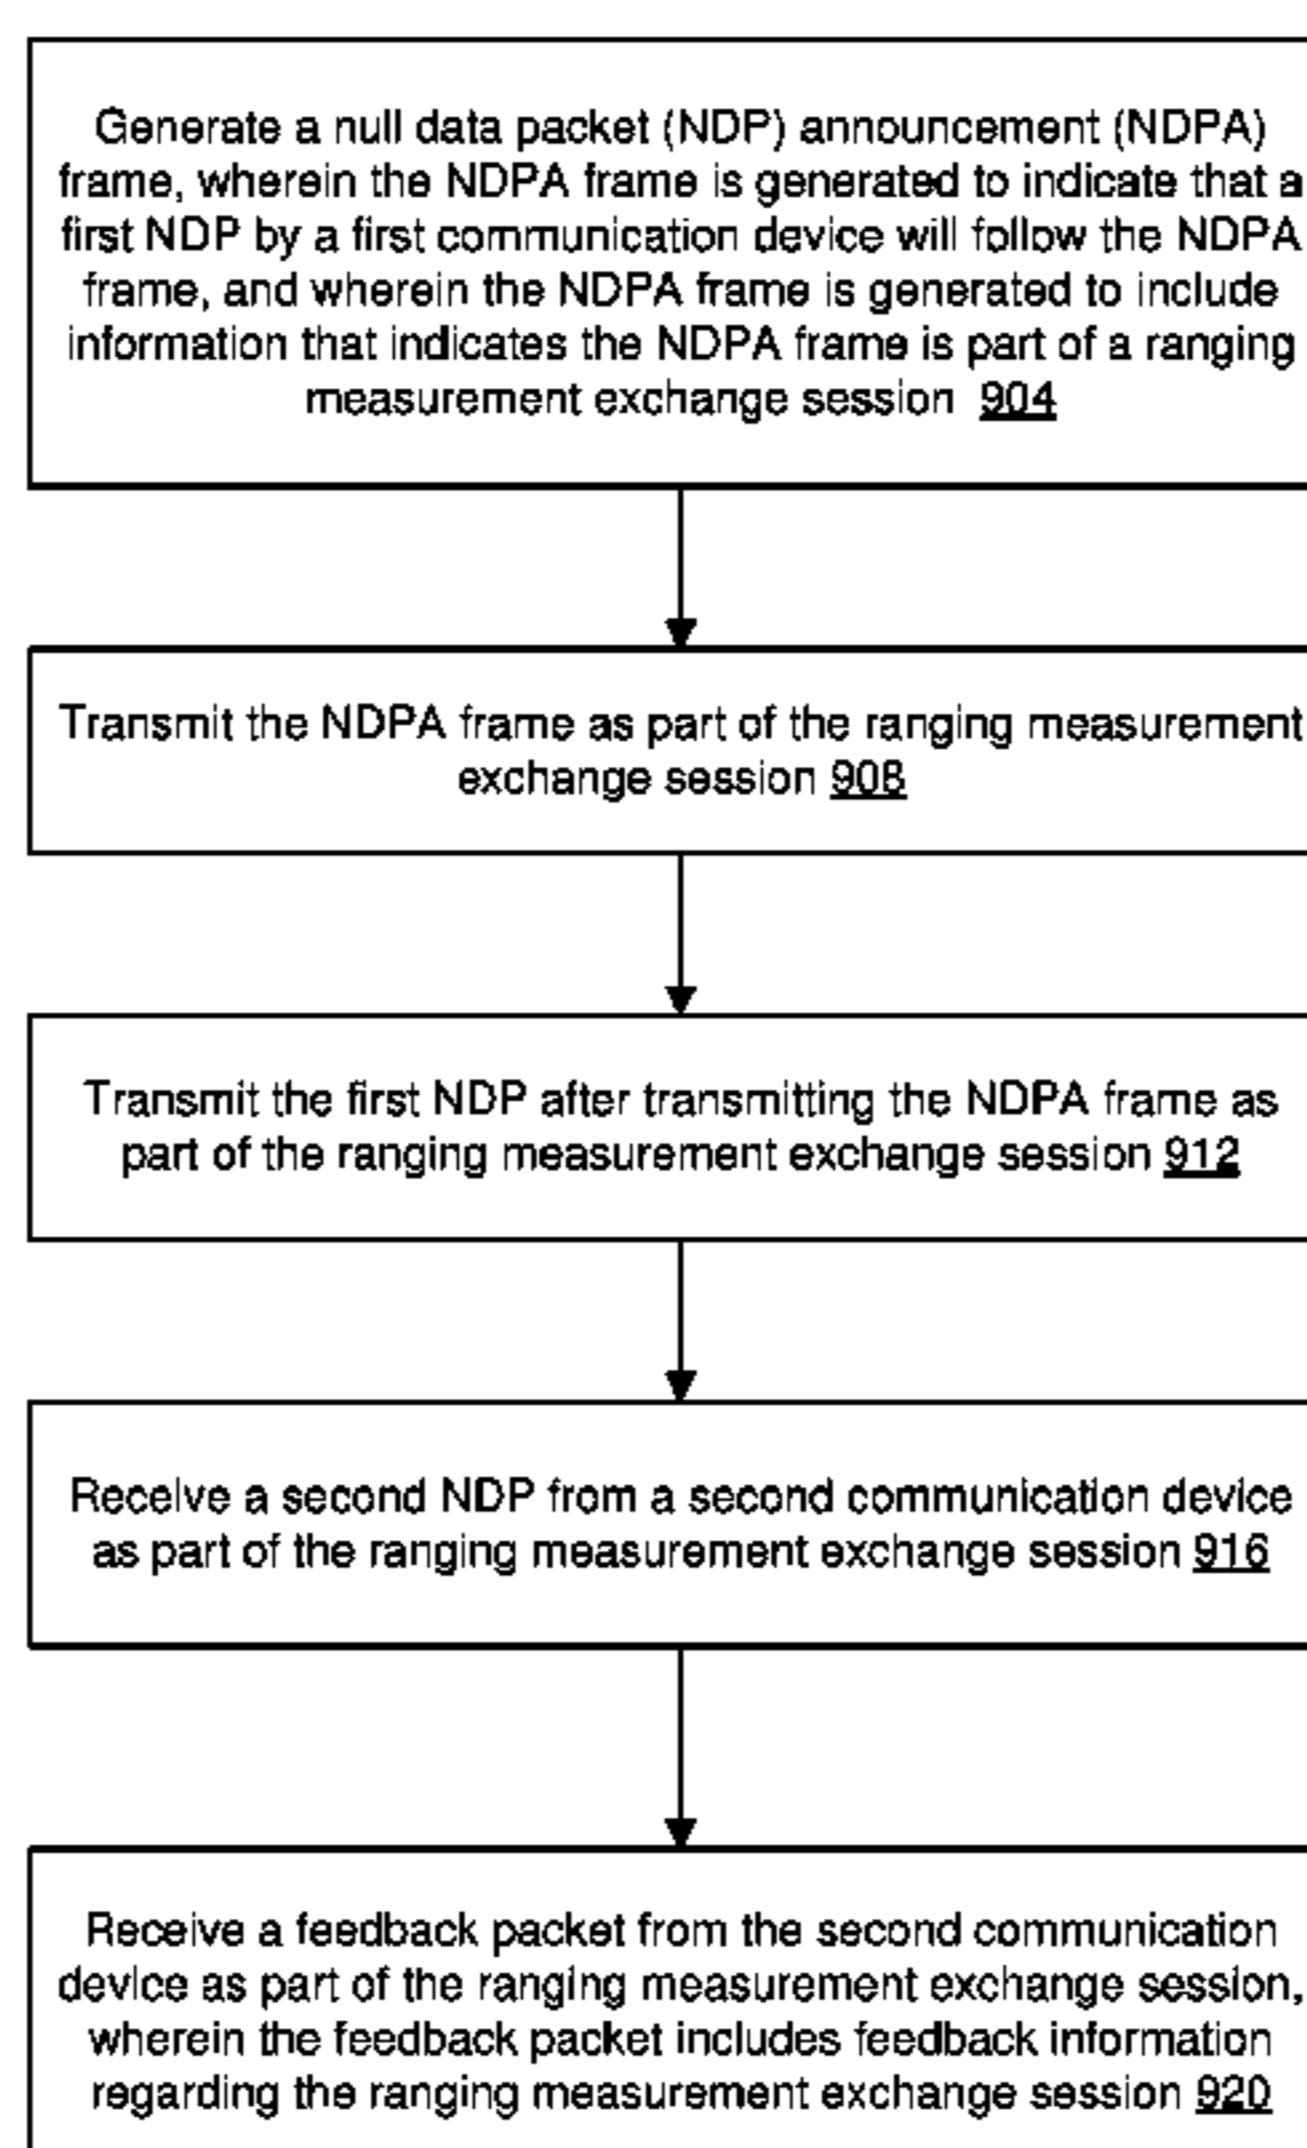 Generate a null data packet (NDP) announcement (NDPA)
frame, wherein the NDPA frame is generated to indicate that a
first NDP by a first communication device will follow the NDPA
frame, and wherein the NDPA frame is generated to include
information that indicates the NDPA frame is part of a ranging
measurement exchange session 904
Transmit the NDPA frame as part of the ranging measurement
exchange session 908
Transmit the first NDP after transmitting the NDPA frame as
part of the ranging measurement exchange session 912
Receive a second NDP from a second communication device
as part of the ranging measurement exchange session 916
Receive a feedback packet from the second communication
device as part of the ranging measurement exchange session,
wherein the feedback packet includes feedback information
regarding the ranging measurement exchange session 920